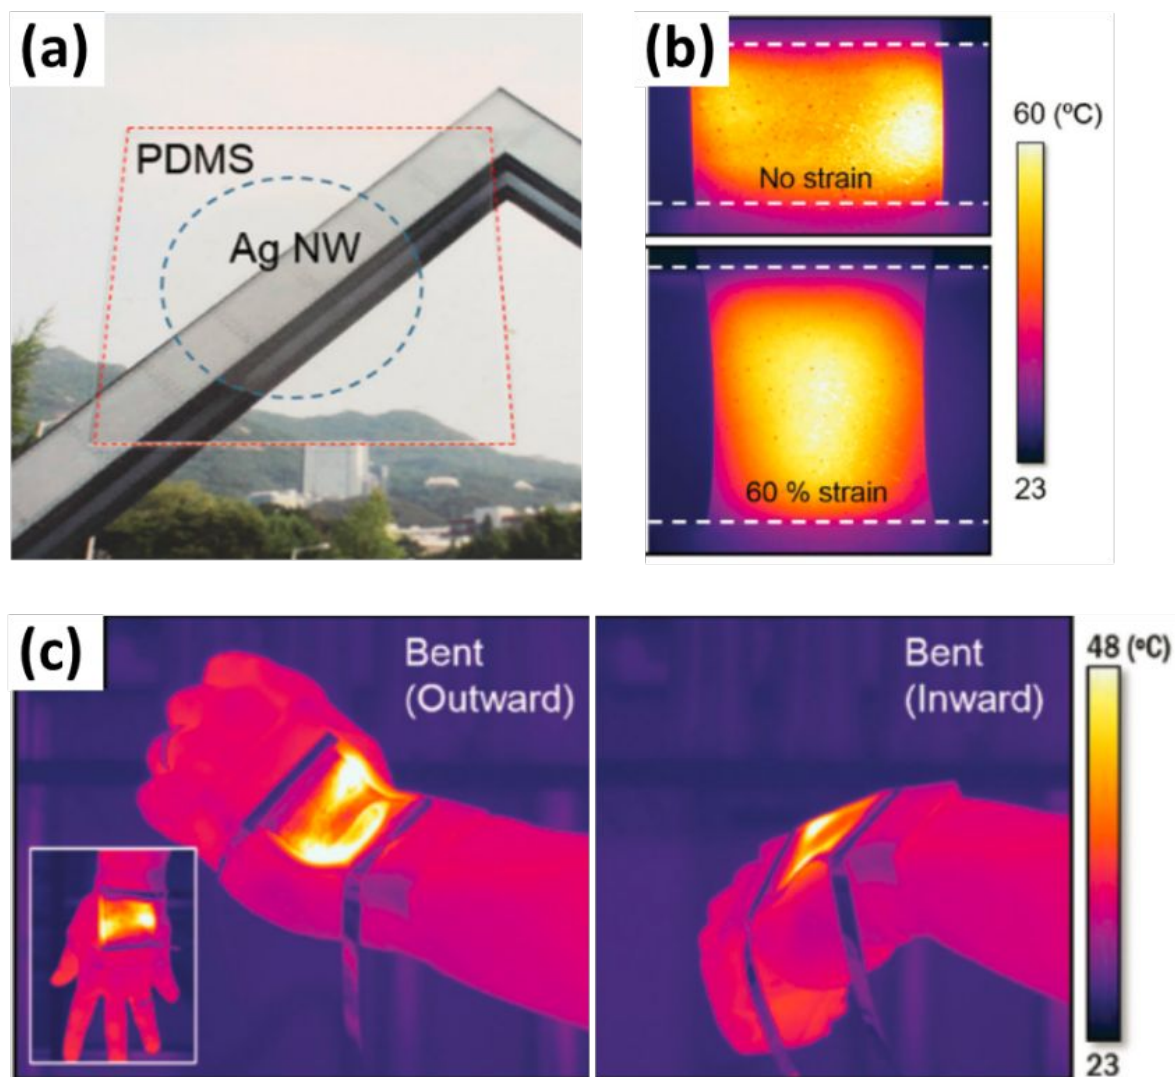 (a)
PDMS
Ag NW
(b)
60 (ºC)
No strain
60 % strain
23
(c)
Bent
(Outward)
Bent
(Inward)
48 (ºC)
23